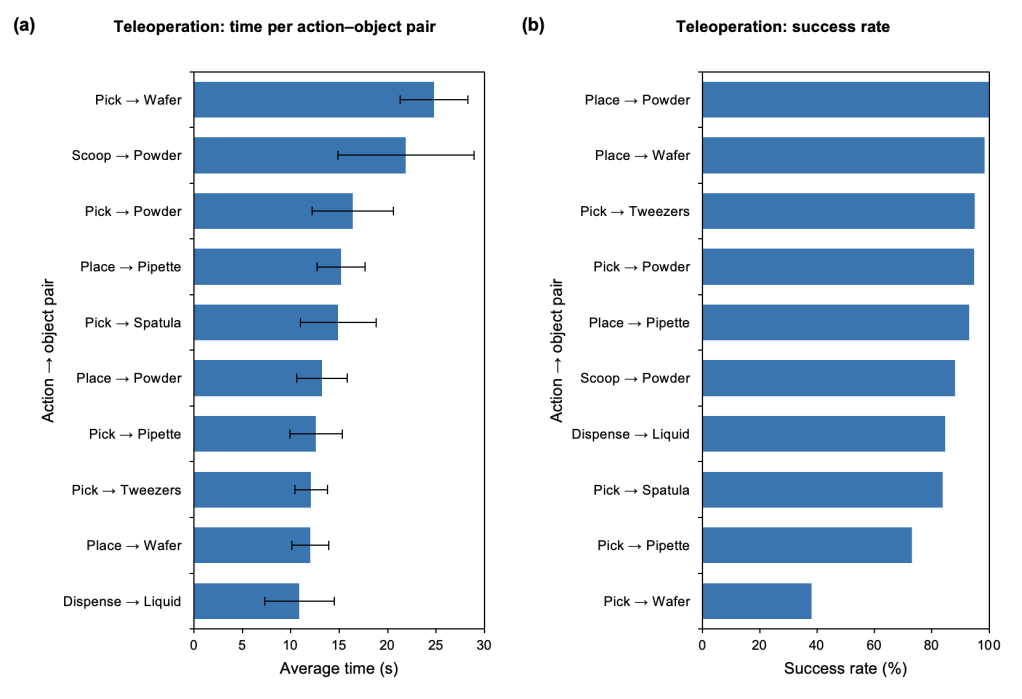 (a)
Teleoperation: time per action–object pair
Action → object pair
Pick → Wafer
Scoop → Powder
Pick → Powder
Place → Pipette
Pick → Spatula
Place → Powder
Pick → Pipette
Pick → Tweezers
Place → Wafer
Dispense → Liquid
0 5 10 15 20 25 30
Average time (s)
(b)
Teleoperation: success rate
Action → object pair
Place → Powder
Place → Wafer
Pick → Tweezers
Pick → Powder
Place → Pipette
Scoop → Powder
Dispense → Liquid
Pick → Spatula
Pick → Pipette
Pick → Wafer
0 20 40 60 80 100
Success rate (%)